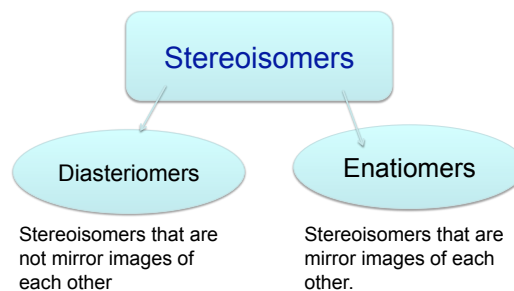 Stereoisomers
Diasteriomers
Enatiomers
Stereoisomers that are
not mirror images of
each other
Stereoisomers that are
mirror images of each
other.